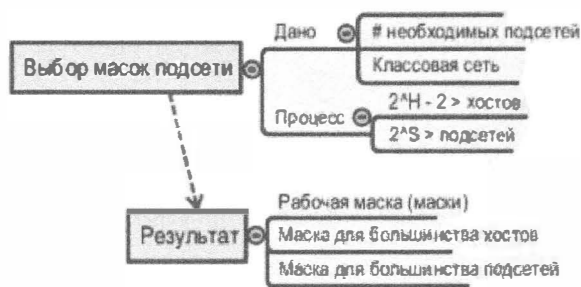 Дано
# необходимых подсетей
Выбор масок подсети
Классовая сеть
2^H - 2 > хостов
Процесс
2^S > подсетей
Рабочая маска (маски)
Результат
Маска для большинства хостов
Маска для большинства подсетей